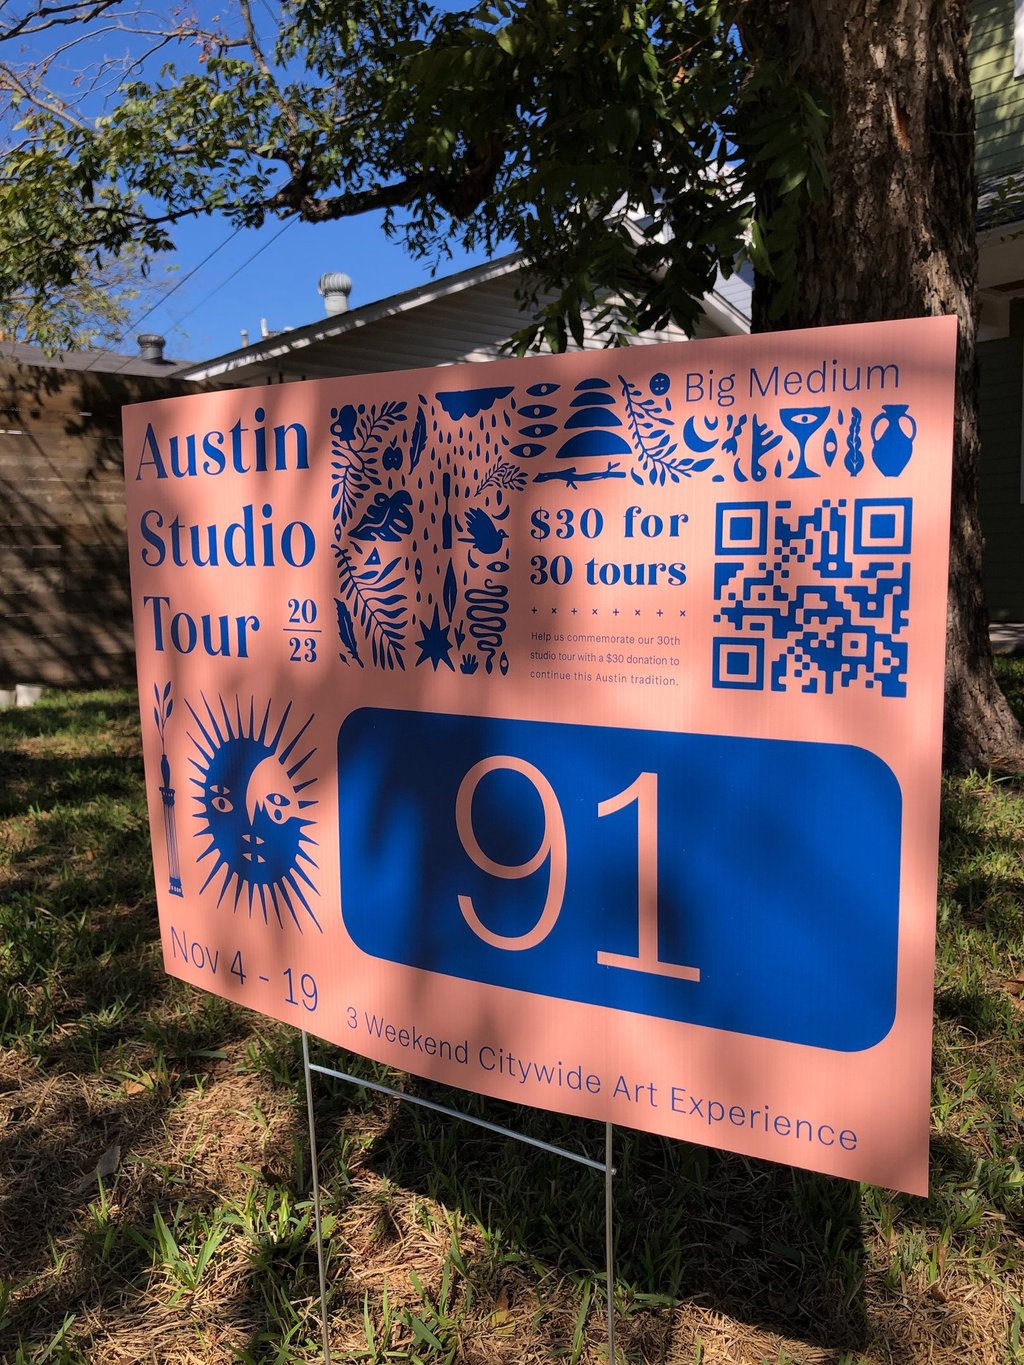 Austin
Studio
Tour
20
23
Big Medium
$30 for
30 tours
+ × + × + × + ×
Help us commemorate our 30th
studio tour with a $30 donation to
continue this Austin tradition.
91
Nov 4 - 19
3 Weekend Citywide Art Experience